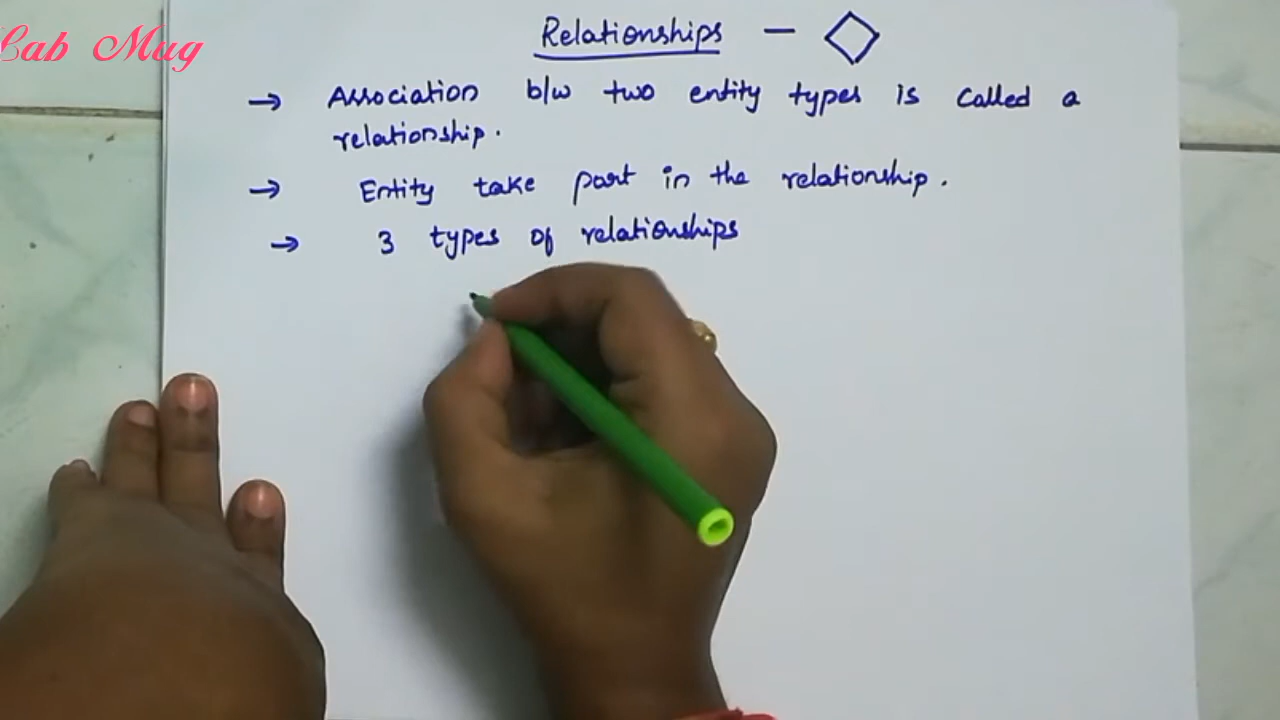 Lab Mug
Relationships —
→ Association b/w two entity types is called a
relationship.
→ Entity take part in the relationship.
→ 3 types of relationships